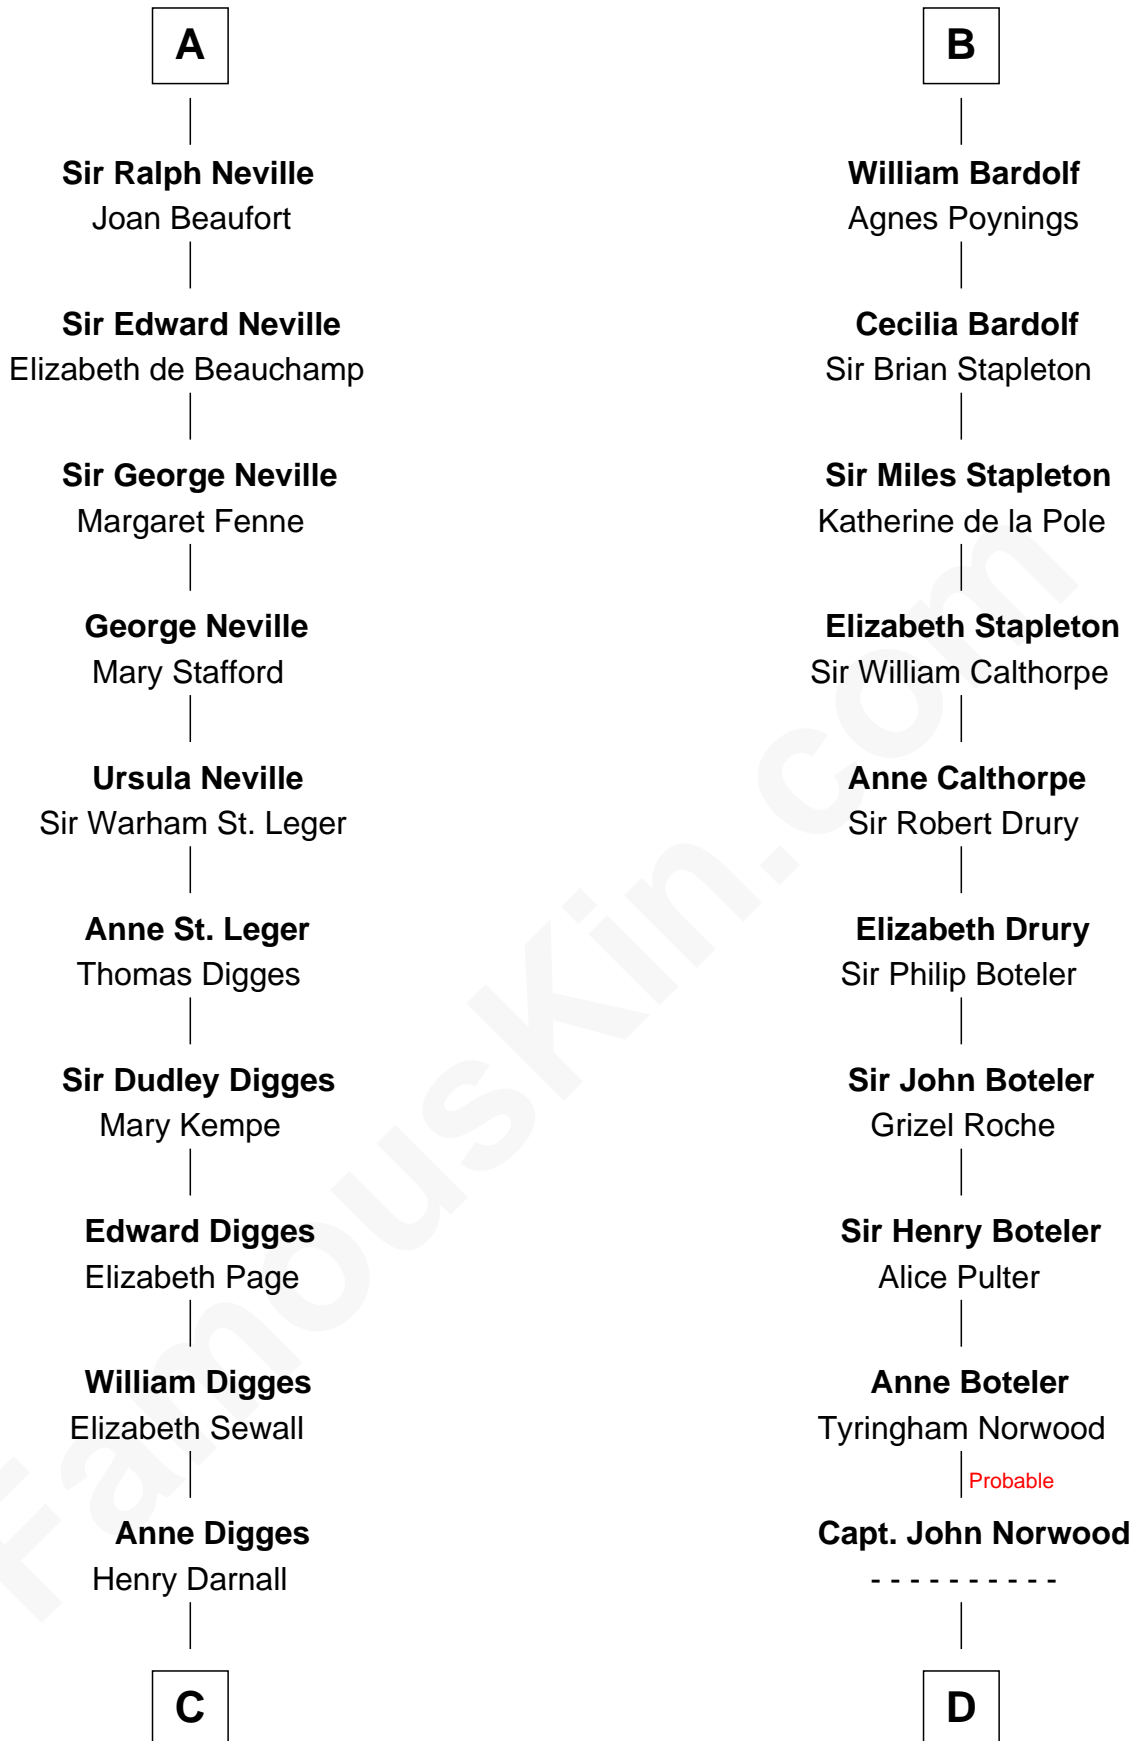 A
Sir Ralph Neville
Joan Beaufort
Sir Edward Neville
Elizabeth de Beauchamp
Sir George Neville
Margaret Fenne
George Neville
Mary Stafford
Ursula Neville
Sir Warham St. Leger
Anne St. Leger
Thomas Digges
Sir Dudley Digges
Mary Kempe
Edward Digges
Elizabeth Page
William Digges
Elizabeth Sewall
Anne Digges
Henry Darnall
C
B
William Bardolf
Agnes Poynings
Cecilia Bardolf
Sir Brian Stapleton
Sir Miles Stapleton
Katherine de la Pole
Elizabeth Stapleton
Sir William Calthorpe
Anne Calthorpe
Sir Robert Drury
Elizabeth Drury
Sir Philip Boteler
Sir John Boteler
Grizel Roche
Sir Henry Boteler
Alice Pulter
Anne Boteler
Tyringham Norwood
Probable
Capt. John Norwood
- - - - - - - - - -
D
FamousKin.com